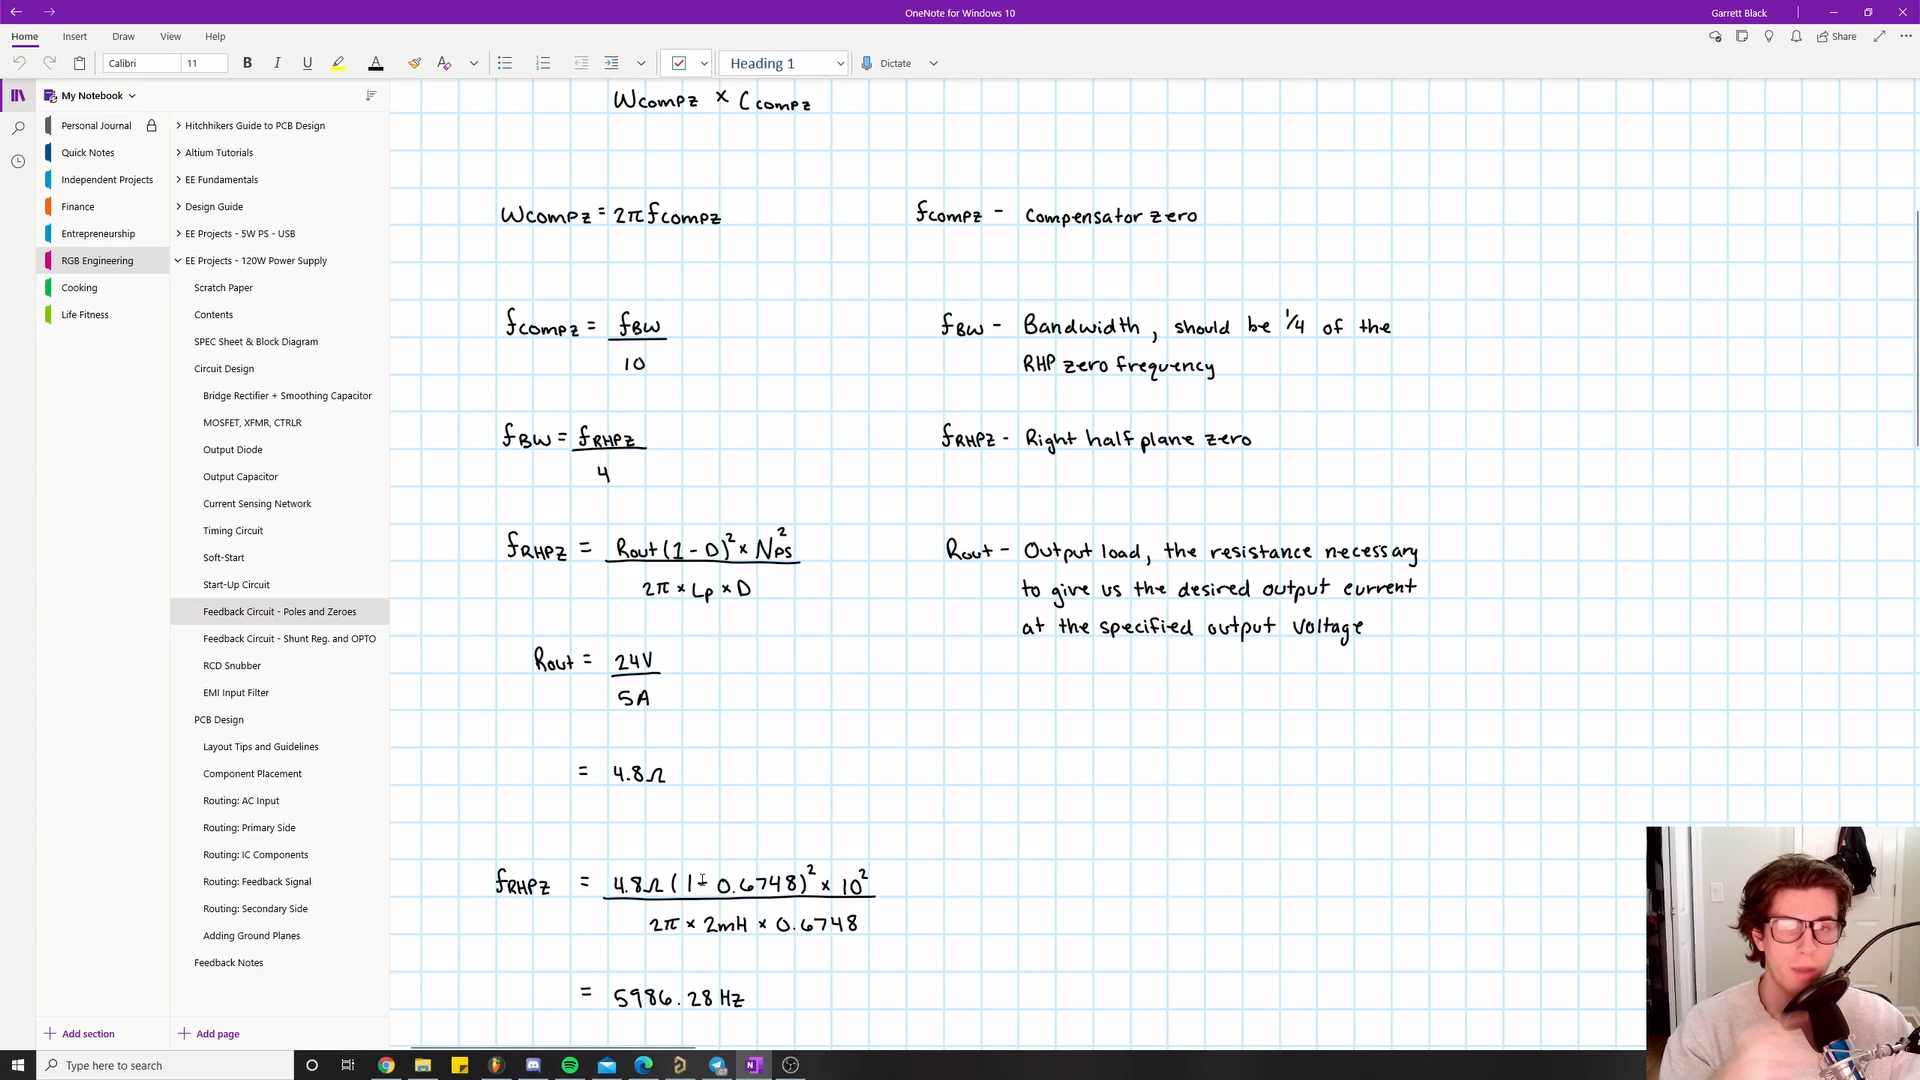 OneNote for Windows 10
Garrett Black
Home Insert Draw View Help
Share
Calibri 11 B I U A Heading 1 Dictate
My Notebook
Personal Journal
Quick Notes
Independent Projects
Finance
Entrepreneurship
RGB Engineering
Cooking
Life Fitness
Add section
Hitchhikers Guide to PCB Design
Altium Tutorials
EE Fundamentals
Design Guide
EE Projects - 5W PS - USB
EE Projects - 120W Power Supply
Scratch Paper
Contents
SPEC Sheet & Block Diagram
Circuit Design
Bridge Rectifier + Smoothing Capacitor
MOSFET, XFMR, CTRLR
Output Diode
Output Capacitor
Current Sensing Network
Timing Circuit
Soft-Start
Start-Up Circuit
Feedback Circuit - Poles and Zeroes
Feedback Circuit - Shunt Reg. and OPTO
RCD Snubber
EMI Input Filter
PCB Design
Layout Tips and Guidelines
Component Placement
Routing: AC Input
Routing: Primary Side
Routing: IC Components
Routing: Feedback Signal
Routing: Secondary Side
Adding Ground Planes
Feedback Notes
Add page
WCOMPZ × CCOMPZ
WCOMPZ = 2πfCOMPZ
fCOMPZ - Compensator zero
fCOMPZ = fBW
10
fBW - Bandwidth, should be 1/4 of the
RHP zero frequency
fBW = fRHPZ
4
fRHPZ - Right half plane zero
fRHPZ = Rout (1 - D)² × NPS²
2π × LP × D
Rout - Output load, the resistance necessary
to give us the desired output current
at the specified output voltage
Rout = 24V
5A
= 4.8Ω
fRHPZ = 4.8Ω (1 - 0.6748)² × 10²
2π × 2mH × 0.6748
= 5986.28 Hz
Type here to search